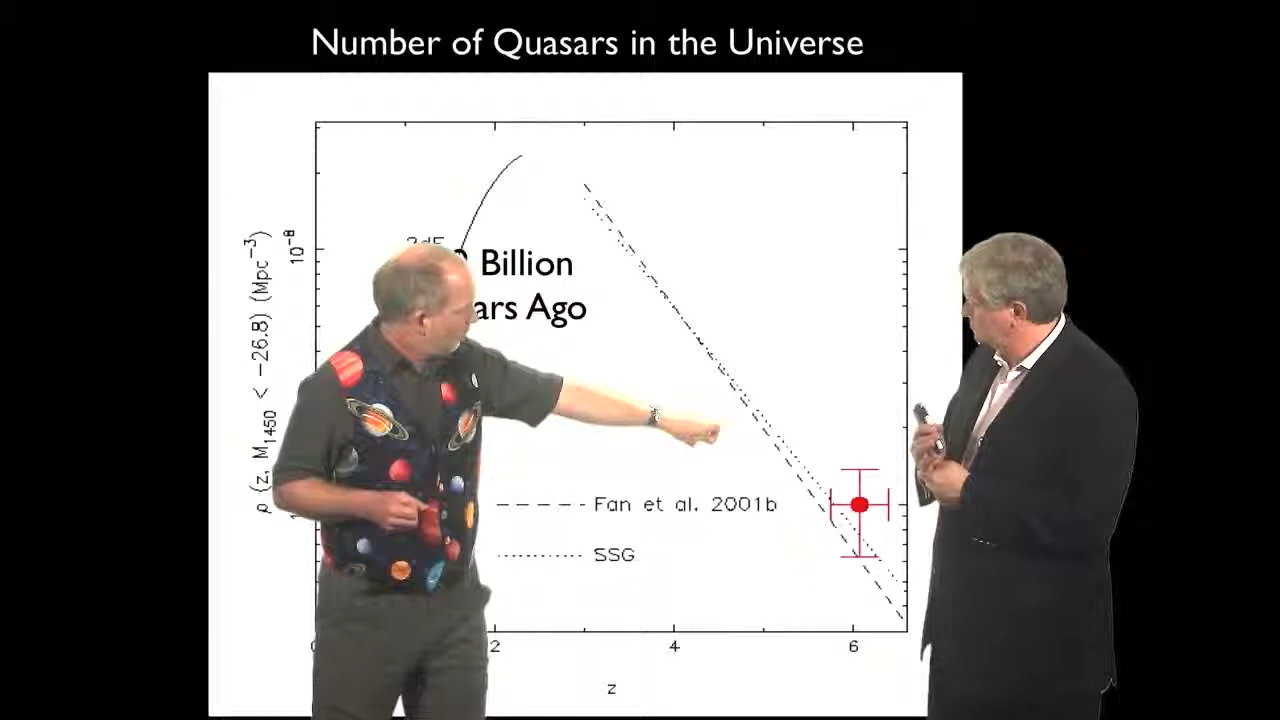 Number of Quasars in the Universe
10⁻⁸
ρ (z, M₁₄₅₀ < −26.8) (Mpc⁻³)
Billion
Ago
Fan et al. 2001b
SSG
2
4
6
z